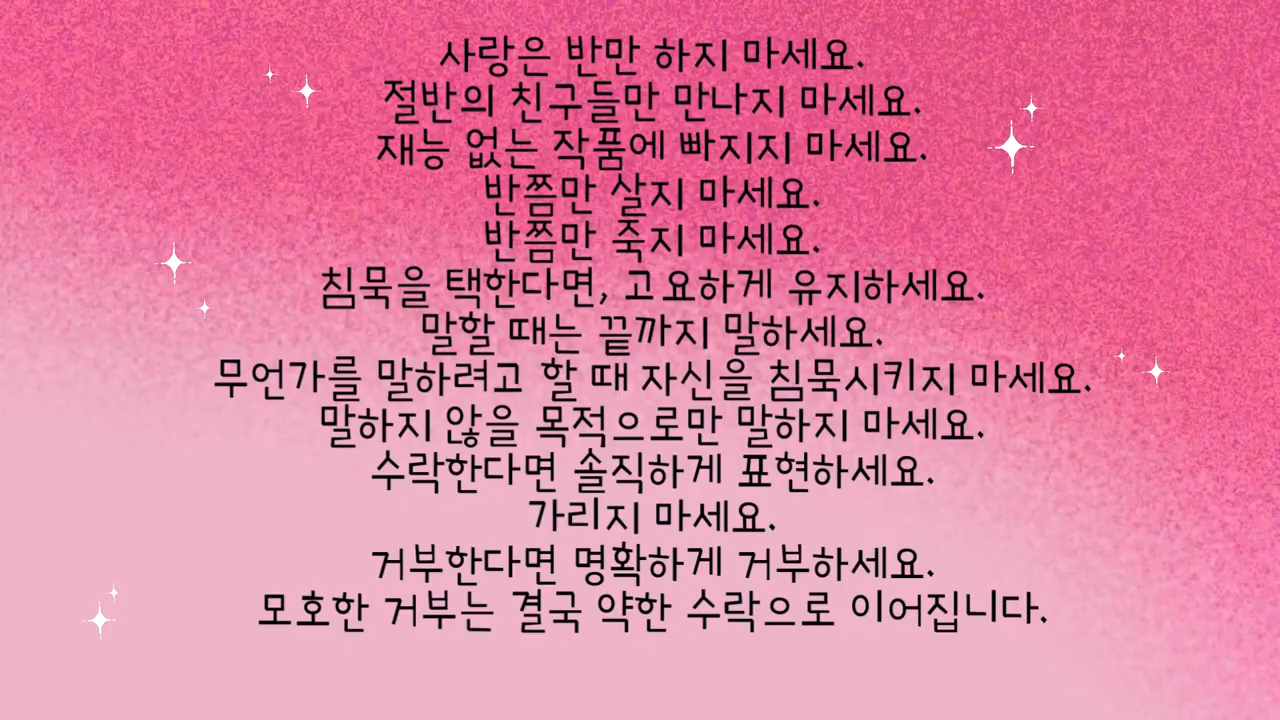 사랑은 반만 하지 마세요.
절반의 친구들만 만나지 마세요.
재능 없는 작품에 빠지지 마세요.
반쯤만 살지 마세요.
반쯤만 죽지 마세요.
침묵을 택한다면, 고요하게 유지하세요.
말할 때는 끝까지 말하세요.
무언가를 말하려고 할 때 자신을 침묵시키지 마세요.
말하지 않을 목적으로만 말하지 마세요.
수락한다면 솔직하게 표현하세요.
가리지 마세요.
거부한다면 명확하게 거부하세요.
모호한 거부는 결국 약한 수락으로 이어집니다.